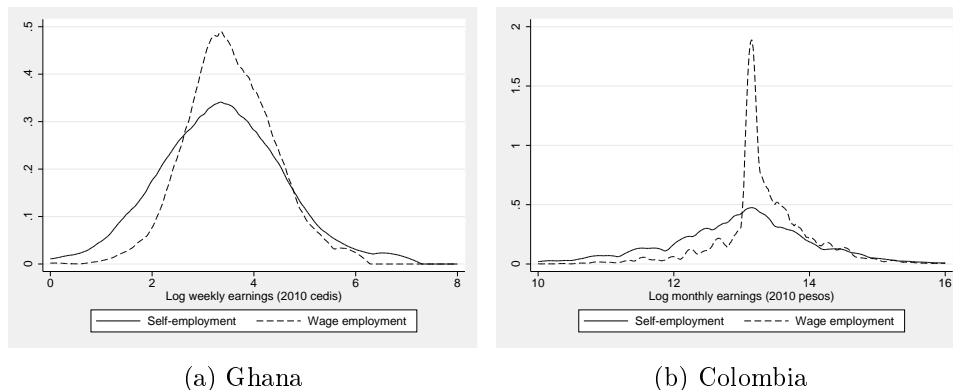 .5
.4
.3
.2
.1
0
0 2 4 6 8
Log weekly earnings (2010 cedis)
Self-employment Wage employment
(a) Ghana
2
1.5
1
.5
0
10 12 14 16
Log monthly earnings (2010 pesos)
Self-employment Wage employment
(b) Colombia